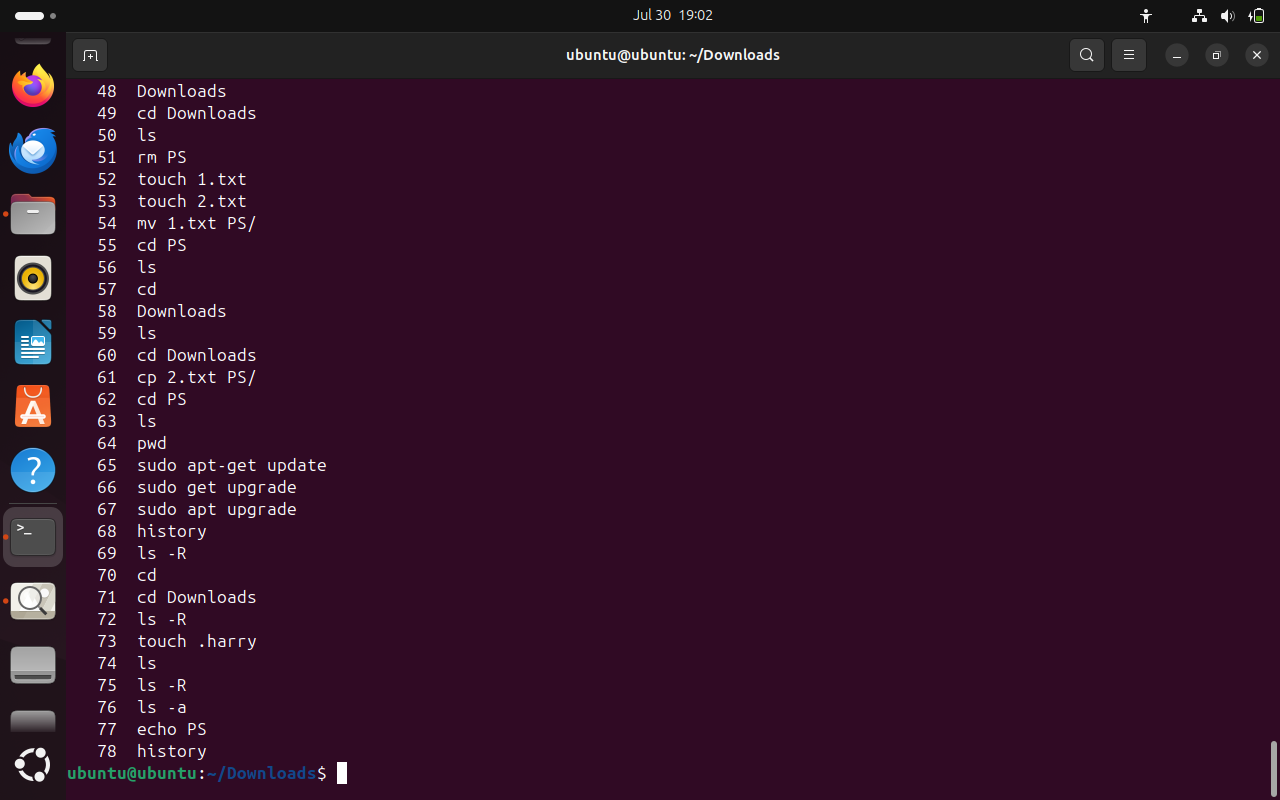 Jul 30  19:02
ubuntu@ubuntu: ~/Downloads
48  Downloads
49  cd Downloads
50  ls
51  rm PS
52  touch 1.txt
53  touch 2.txt
54  mv 1.txt PS/
55  cd PS
56  ls
57  cd
58  Downloads
59  ls
60  cd Downloads
61  cp 2.txt PS/
62  cd PS
63  ls
64  pwd
65  sudo apt-get update
66  sudo get upgrade
67  sudo apt upgrade
68  history
69  ls -R
70  cd
71  cd Downloads
72  ls -R
73  touch .harry
74  ls
75  ls -R
76  ls -a
77  echo PS
78  history
ubuntu@ubuntu:~/Downloads$